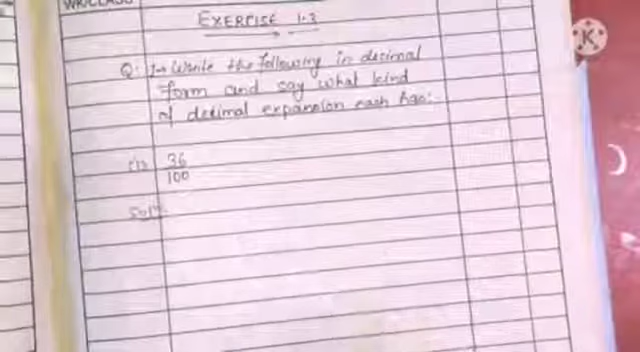 EXERCISE 1.3
Q. 1→ Write the following in decimal
form and say what kind
of decimal expansion each has:-
(i) 36
100
Solⁿ
K